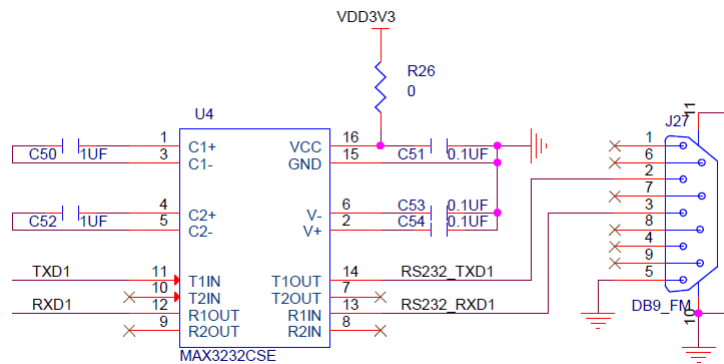 VDD3V3
R26
0
U4
J27
11
1 C1+ VCC 16
3 C1- GND 15
C50 1UF
C51 0.1UF
4 C2+ V- 6
5 C2- V+ 2
C52 1UF
C53 0.1UF
C54 0.1UF
TXD1 11 T1IN T1OUT 14 RS232_TXD1
10 T2IN T2OUT 7
RXD1 12 R1OUT R1IN 13 RS232_RXD1
9 R2OUT R2IN 8
MAX3232CSE
1
6
2
7
3
8
4
9
5
DB9_FM
10